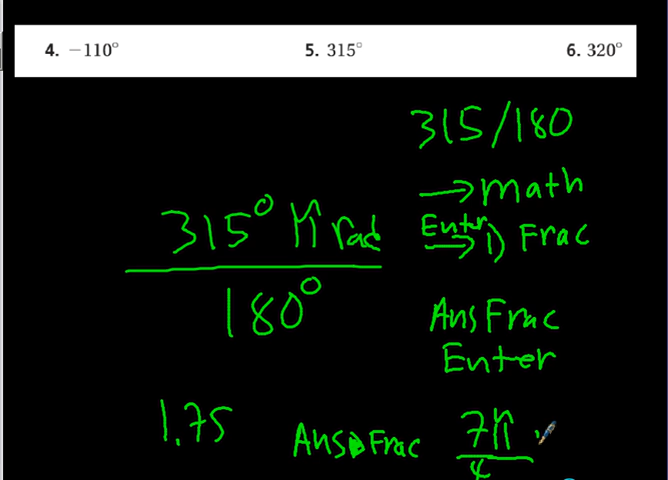 4. −110° 5. 315° 6. 320°
315/180
→ math
Enter
→ 1) Frac
315° π rad
180°
Ans Frac
Enter
1.75 Ans▸Frac 7π
4